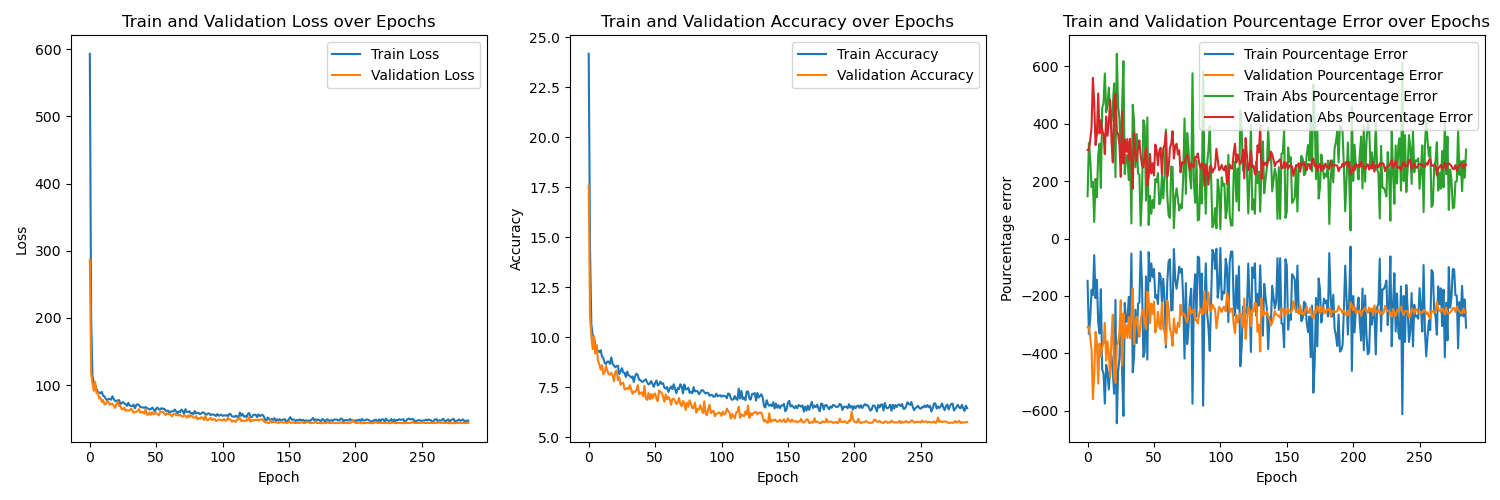 Train and Validation Loss over Epochs
600
500
400
300
200
100
Loss
0
50
100
150
200
250
Epoch
Train Loss
Validation Loss
Train and Validation Accuracy over Epochs
25.0
22.5
20.0
17.5
15.0
12.5
10.0
7.5
5.0
Accuracy
0
50
100
150
200
250
Epoch
Train Accuracy
Validation Accuracy
Train and Validation Pourcentage Error over Epochs
600
400
200
0
−200
−400
−600
Pourcentage error
0
50
100
150
200
250
Epoch
Train Pourcentage Error
Validation Pourcentage Error
Train Abs Pourcentage Error
Validation Abs Pourcentage Error